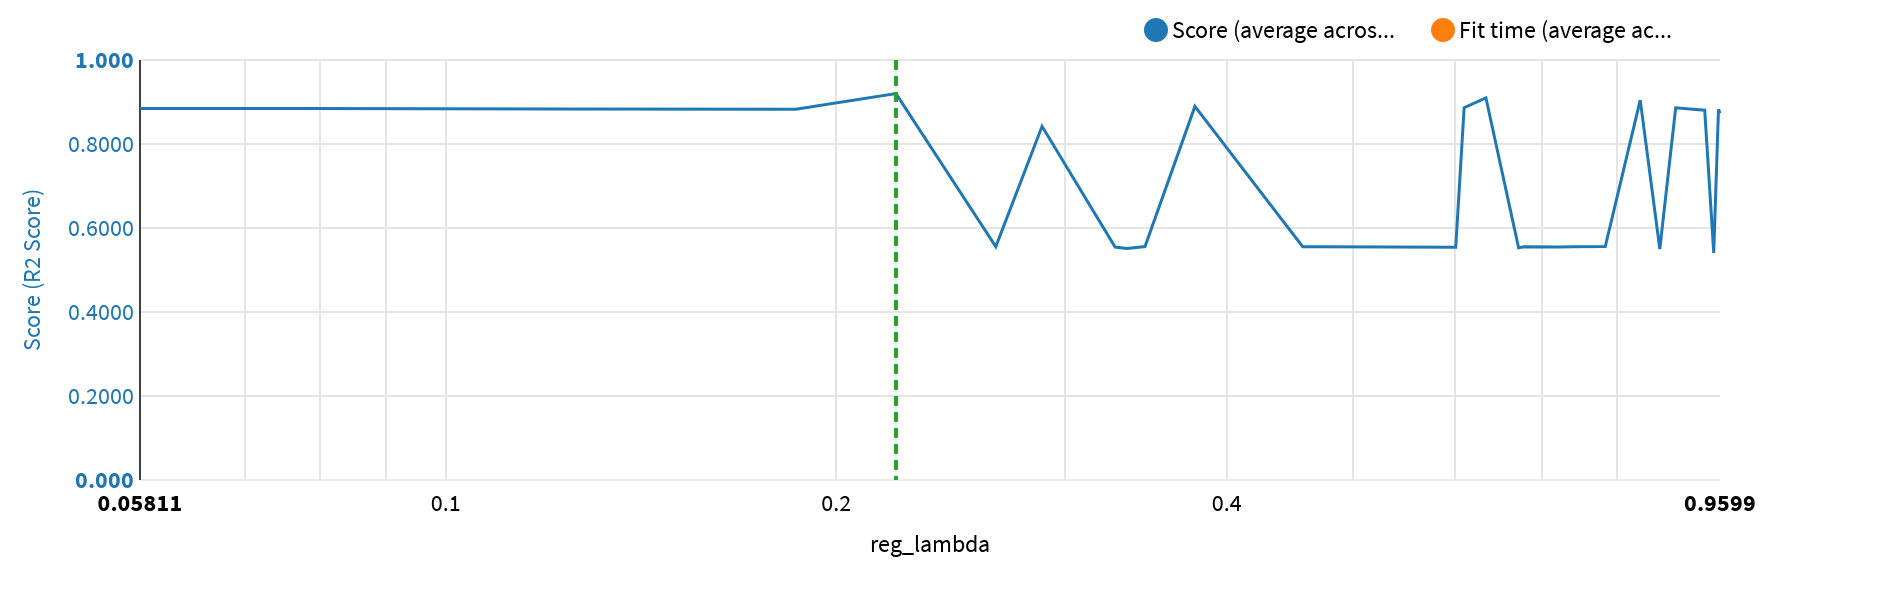 Score (average acros... Fit time (average ac...
1.000
0.8000
0.6000
0.4000
0.2000
0.000
Score (R2 Score)
0.05811 0.1 0.2 0.4 0.9599
reg_lambda